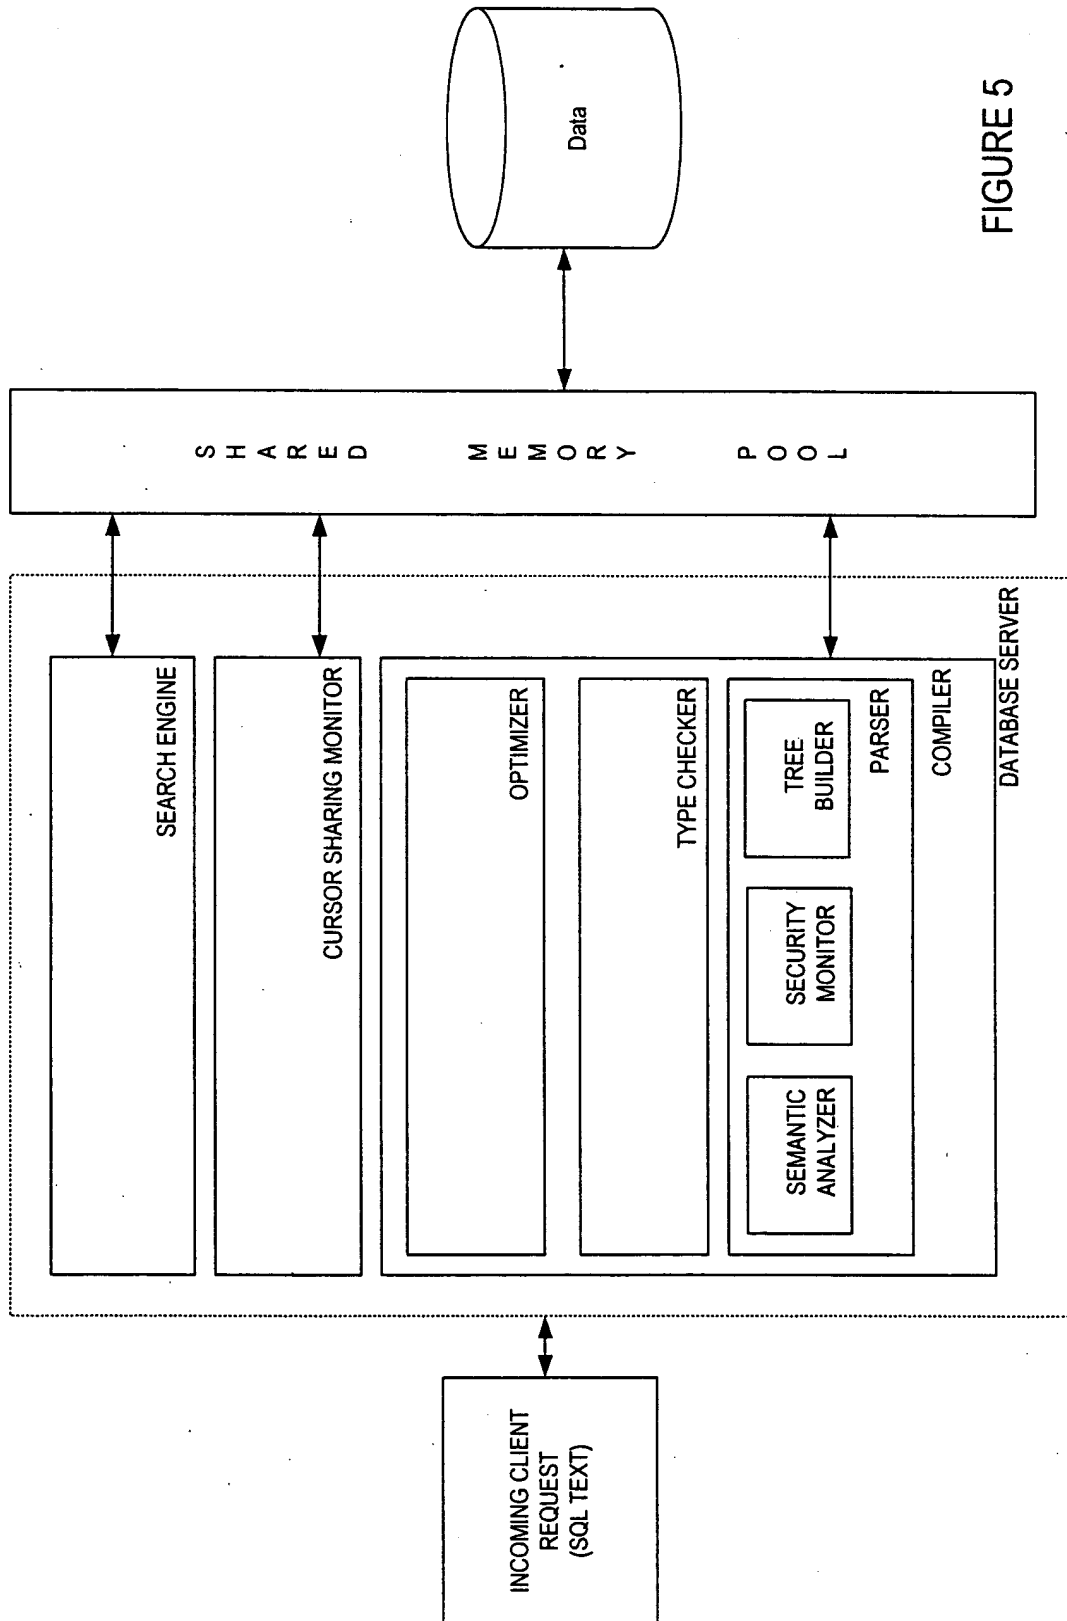 INCOMING CLIENT
REQUEST
(SQL TEXT)
SEARCH ENGINE
CURSOR SHARING MONITOR
OPTIMIZER
TYPE CHECKER
SEMANTIC
ANALYZER
SECURITY
MONITOR
TREE
BUILDER
PARSER
COMPILER
DATABASE SERVER
SHARED MEMORY POOL
Data
FIGURE 5